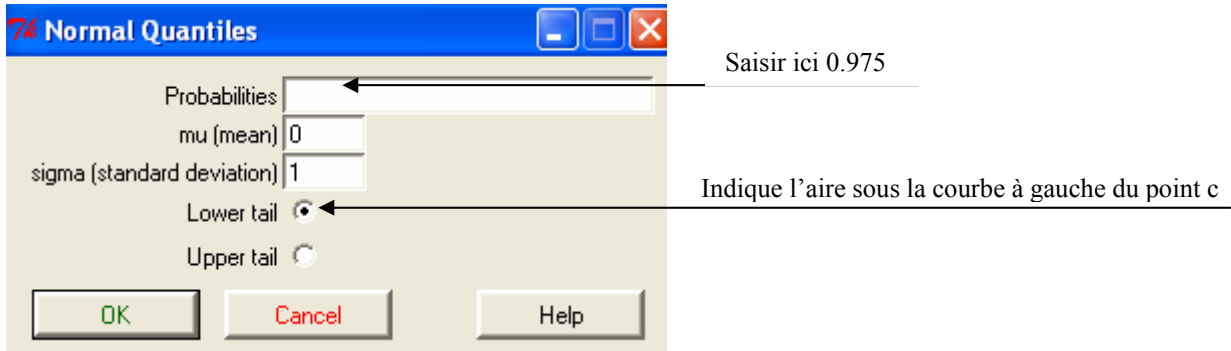 Normal Quantiles
Saisir ici 0.975
Probabilities
mu (mean) 0
sigma (standard deviation) 1
Indique l’aire sous la courbe à gauche du point c
Lower tail
Upper tail
OK Cancel Help